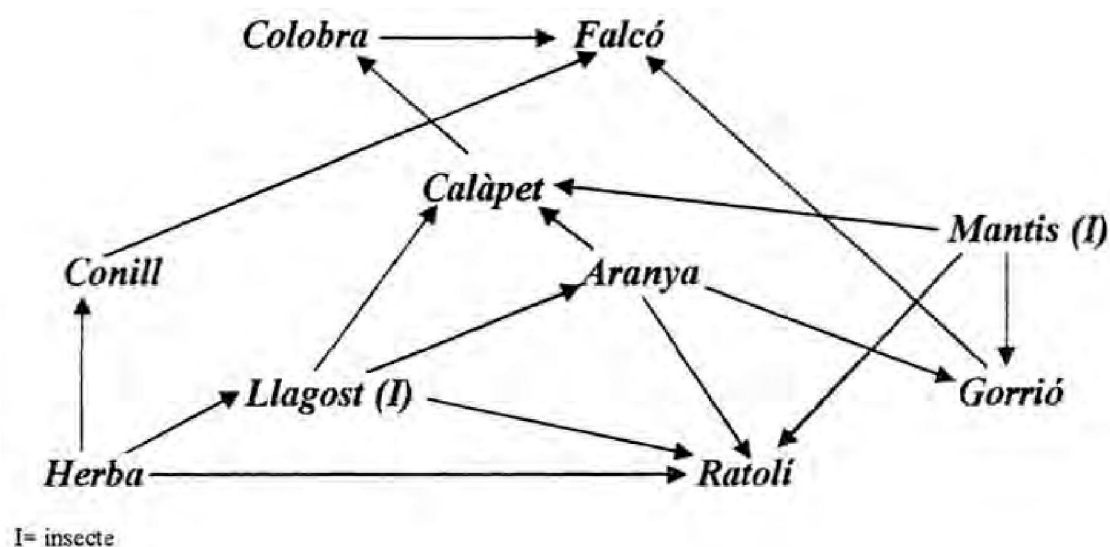 Colobra Falcó
Calàpet
Mantis (I)
Conill Aranya
Llagost (I) Gorrió
Herba Ratolí
I= insecte